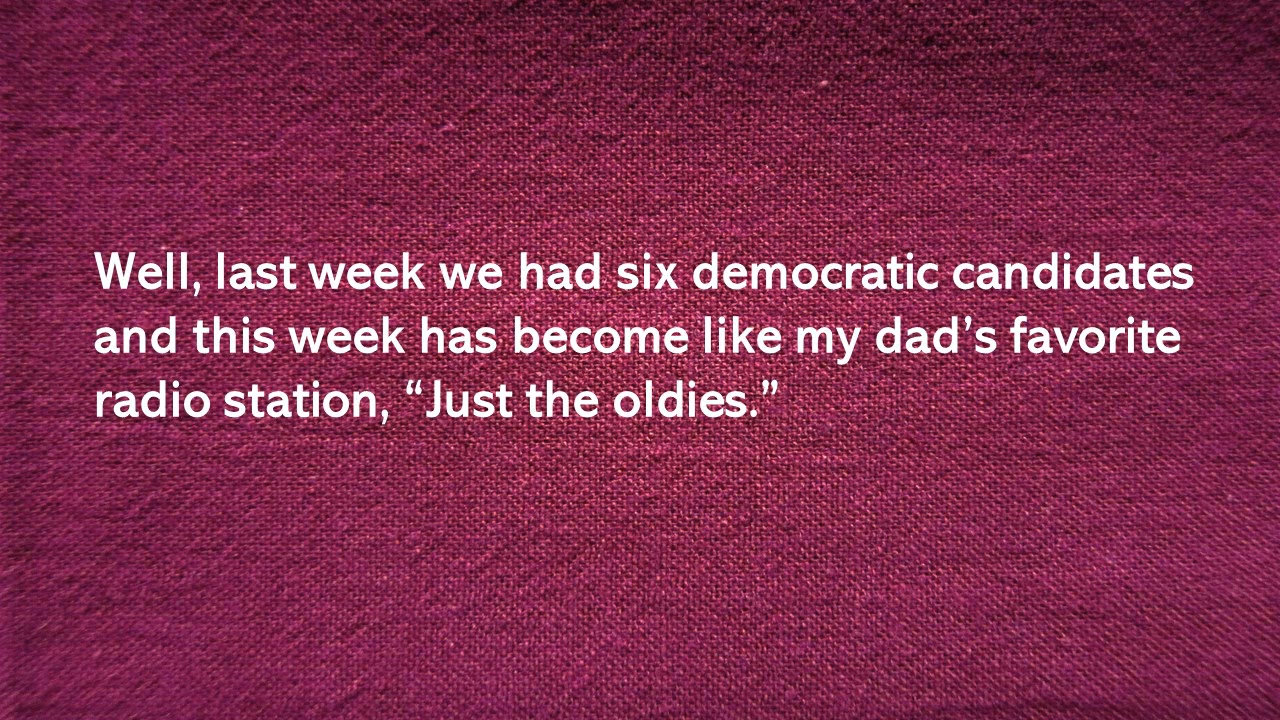 Well, last week we had six democratic candidates
and this week has become like my dad’s favorite
radio station, “Just the oldies.”